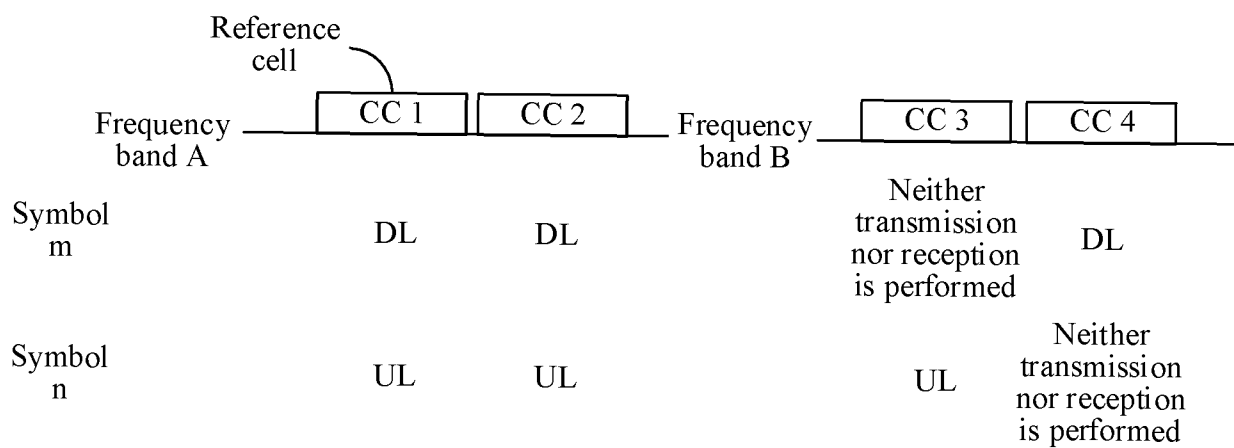 Reference
cell
CC 1
CC 2
CC 3
CC 4
Frequency
band A
Frequency
band B
Symbol
m
DL
DL
Neither
transmission
nor reception
is performed
DL
Symbol
n
UL
UL
UL
Neither
transmission
nor reception
is performed